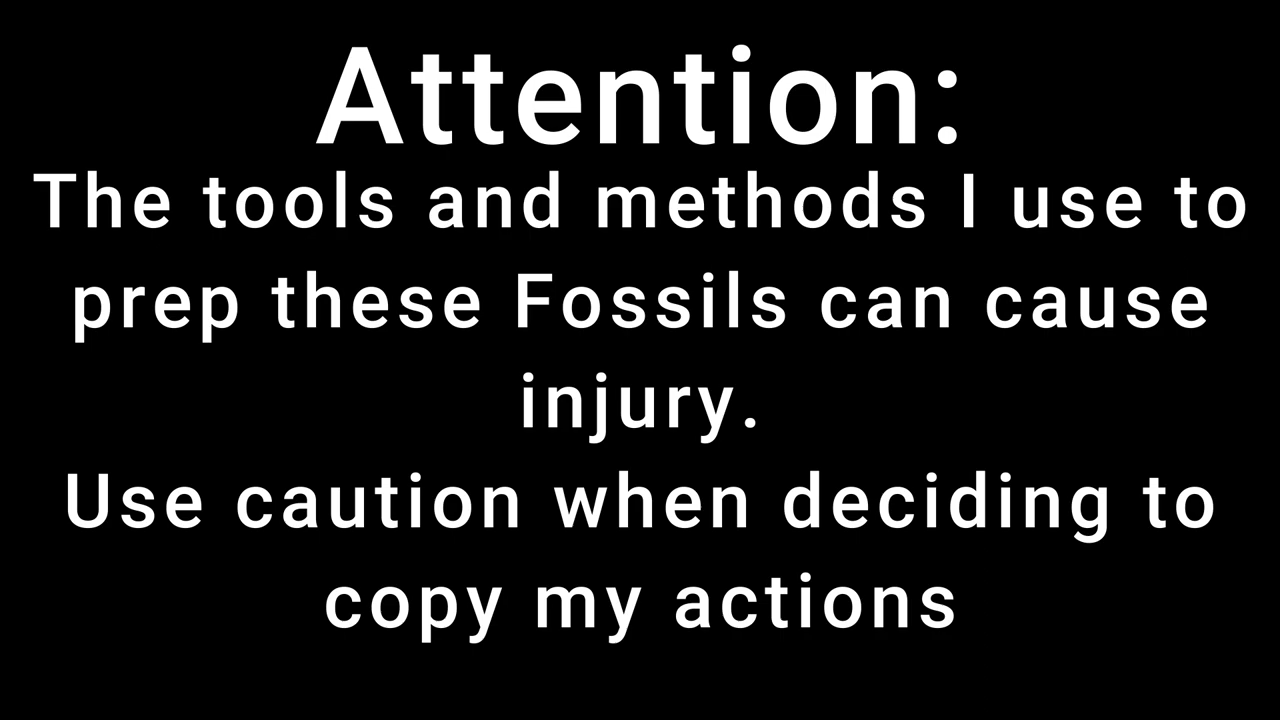 Attention:
The tools and methods I use to
prep these Fossils can cause
injury.
Use caution when deciding to
copy my actions